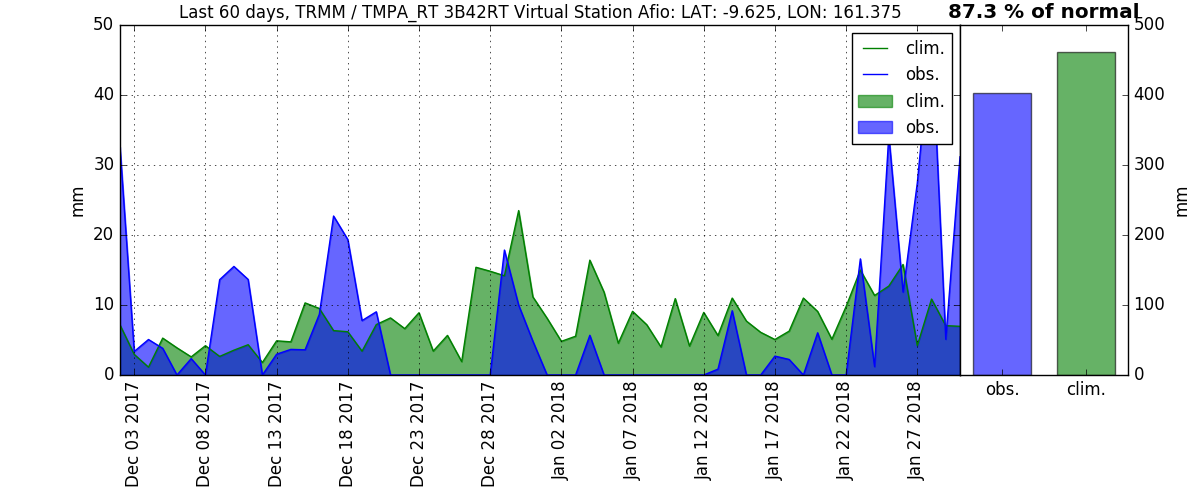 Last 60 days, TRMM / TMPA_RT 3B42RT Virtual Station Afio: LAT: -9.625, LON: 161.375
87.3 % of normal
50
40
30
20
10
0
mm
clim.
obs.
clim.
obs.
500
400
300
200
100
0
mm
Dec 03 2017
Dec 08 2017
Dec 13 2017
Dec 18 2017
Dec 23 2017
Dec 28 2017
Jan 02 2018
Jan 07 2018
Jan 12 2018
Jan 17 2018
Jan 22 2018
Jan 27 2018
obs.
clim.